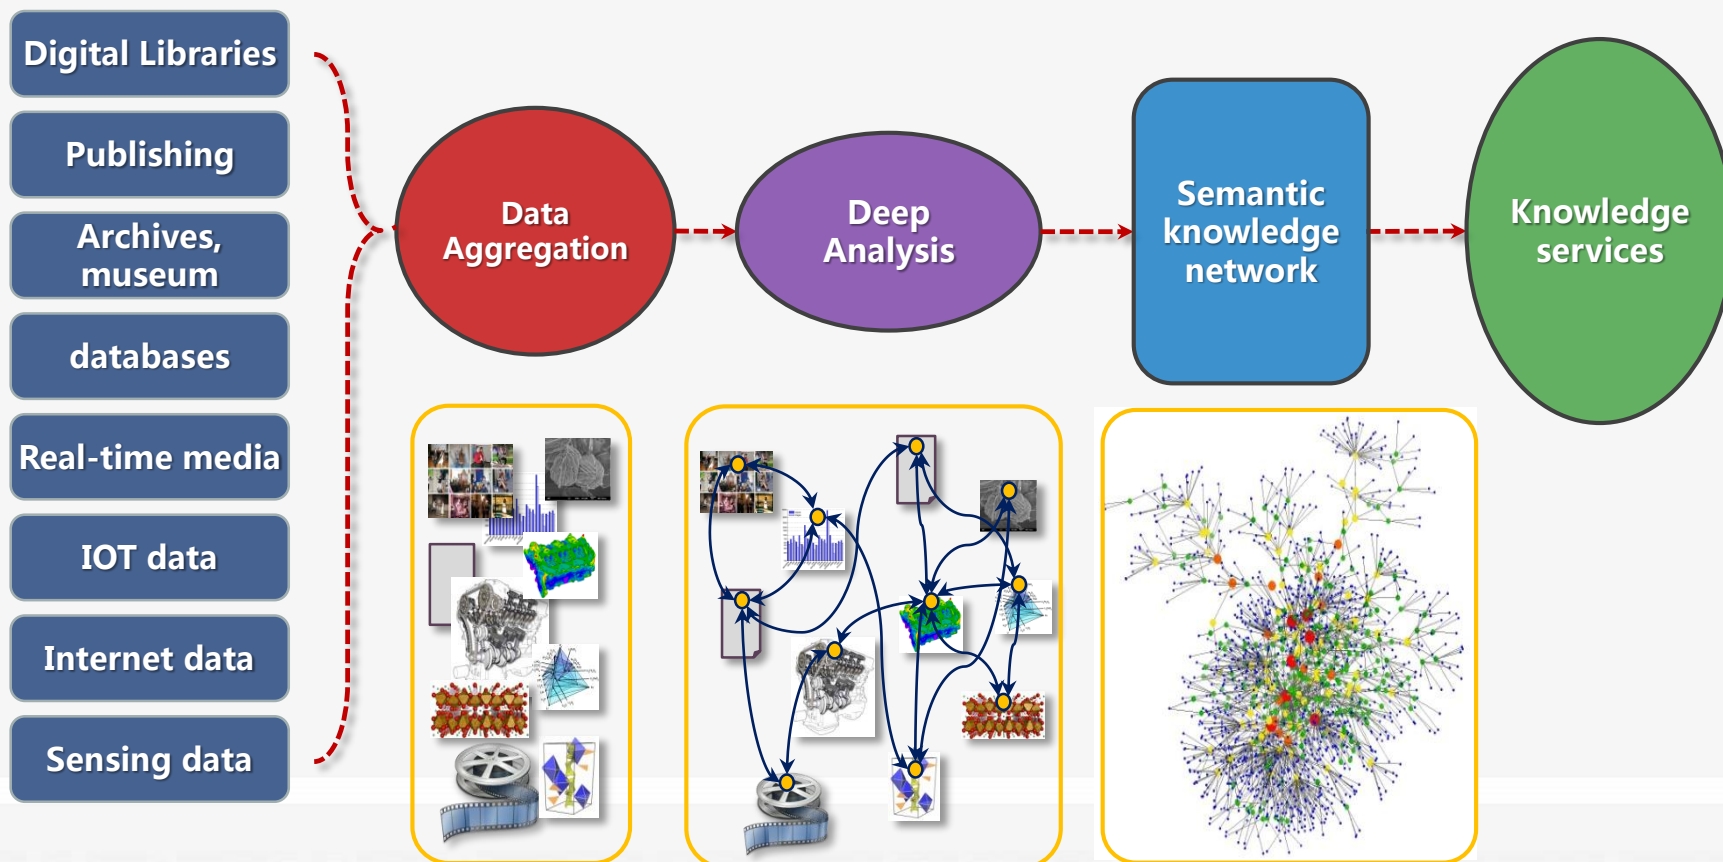 Digital Libraries
Publishing
Archives,
museum
databases
Real-time media
IOT data
Internet data
Sensing data
Data
Aggregation
Deep
Analysis
Semantic
knowledge
network
Knowledge
services